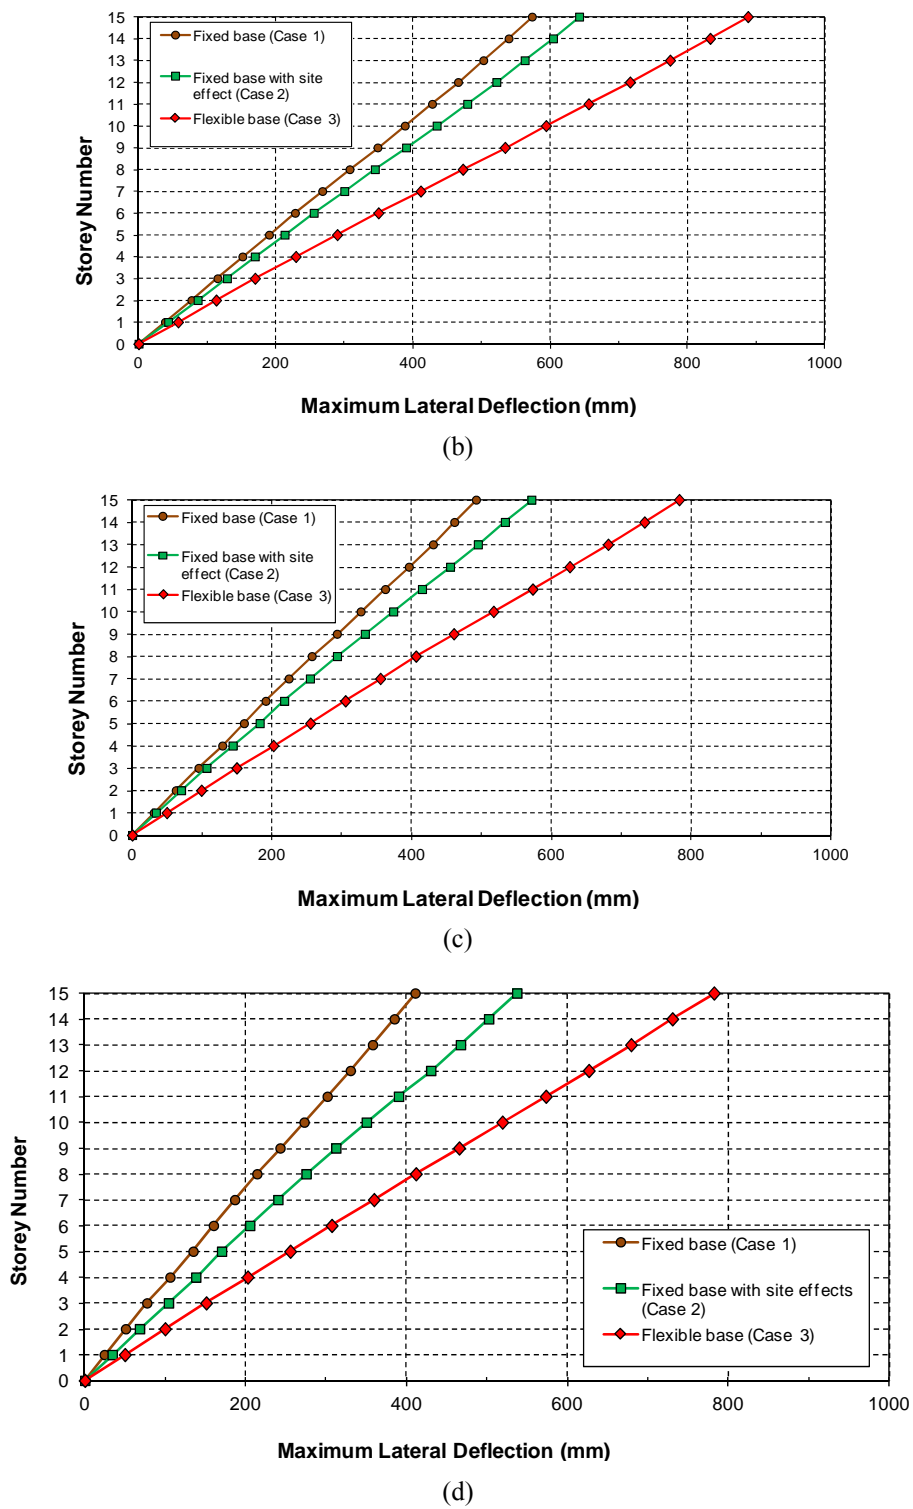 15
14
13
12
11
10
9
8
7
6
5
4
3
2
1
0
Storey Number
Fixed base (Case 1)
Fixed base with site
effect (Case 2)
Flexible base (Case 3)
0 200 400 600 800 1000
Maximum Lateral Deflection (mm)
(b)
15
14
13
12
11
10
9
8
7
6
5
4
3
2
1
0
Storey Number
Fixed base (Case 1)
Fixed base with site
effect (Case 2)
Flexible base (Case 3)
0 200 400 600 800 1000
Maximum Lateral Deflection (mm)
(c)
15
14
13
12
11
10
9
8
7
6
5
4
3
2
1
0
Storey Number
Fixed base (Case 1)
Fixed base with site effects
(Case 2)
Flexible base (Case 3)
0 200 400 600 800 1000
Maximum Lateral Deflection (mm)
(d)